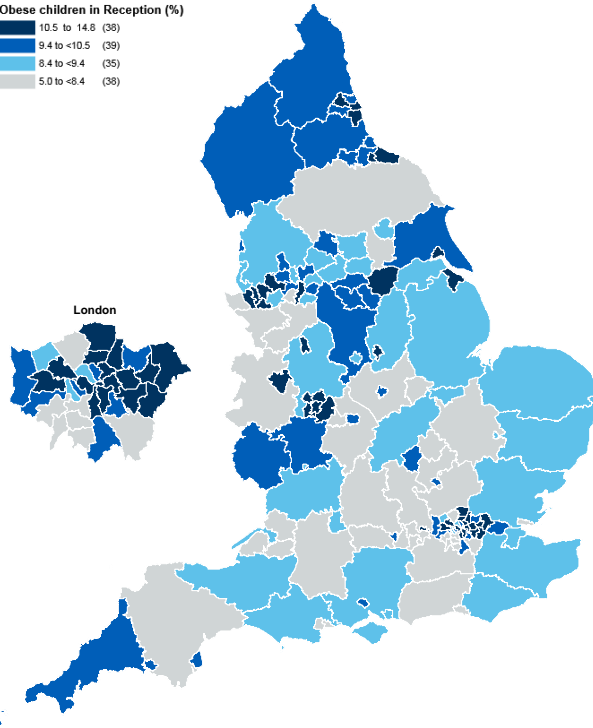 Obese children in Reception (%)
10.5 to 14.8 (38)
9.4 to <10.5 (39)
8.4 to <9.4 (35)
5.0 to <8.4 (38)
London